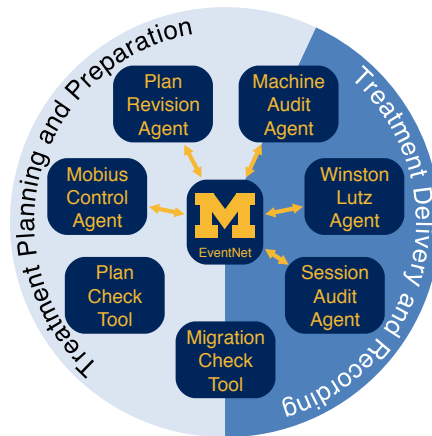 Treatment Planning and Preparation
Treatment Delivery and Recording
Plan
Revision
Agent
Machine
Audit
Agent
Mobius
Control
Agent
M
EventNet
Winston
Lutz
Agent
Plan
Check
Tool
Session
Audit
Agent
Migration
Check
Tool